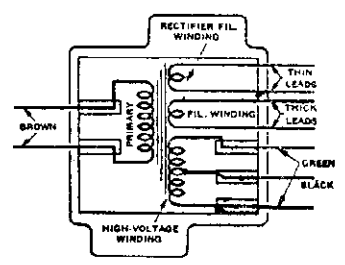 RECTIFIER FIL.
WINDING
THIN
LEADS
PRIMARY
FIL. WINDING
THICK
LEADS
BROWN
GREEN
BLACK
HIGH-VOLTAGE
WINDING